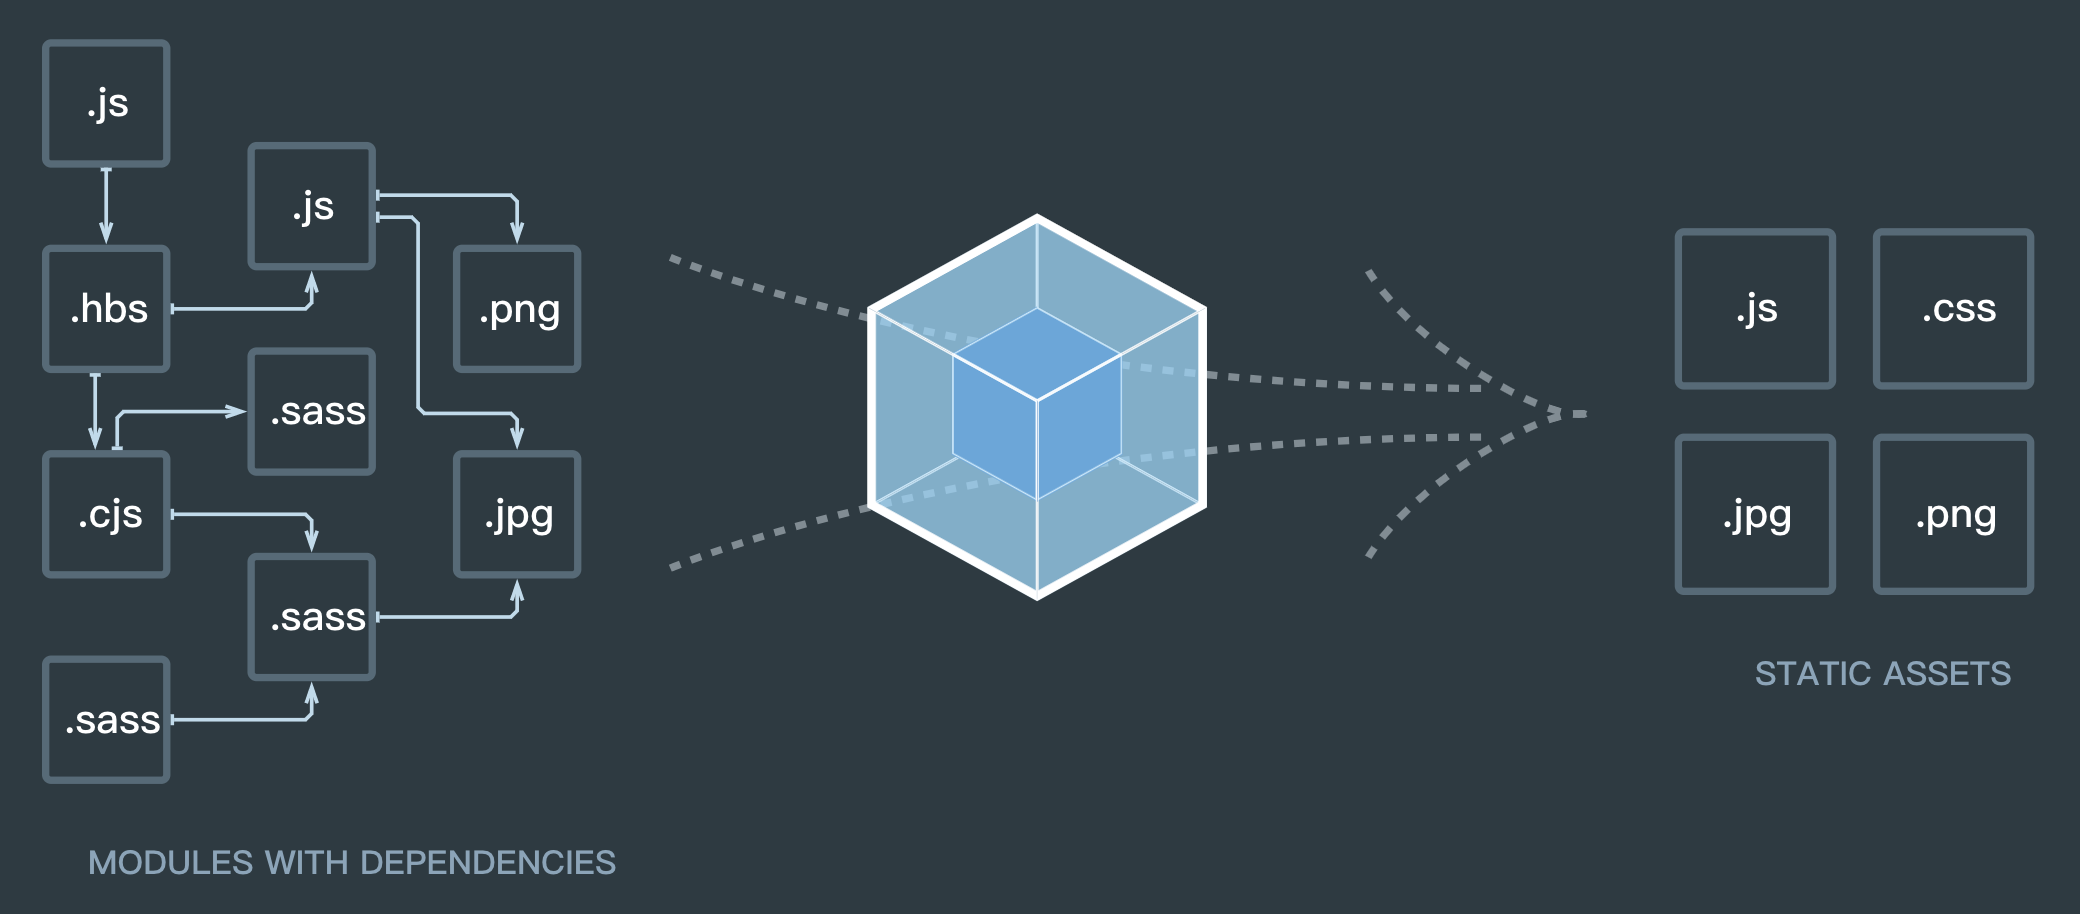 .js
.js
.hbs
.png
.sass
.cjs
.jpg
.sass
.sass
MODULES WITH DEPENDENCIES
.js
.css
.jpg
.png
STATIC ASSETS